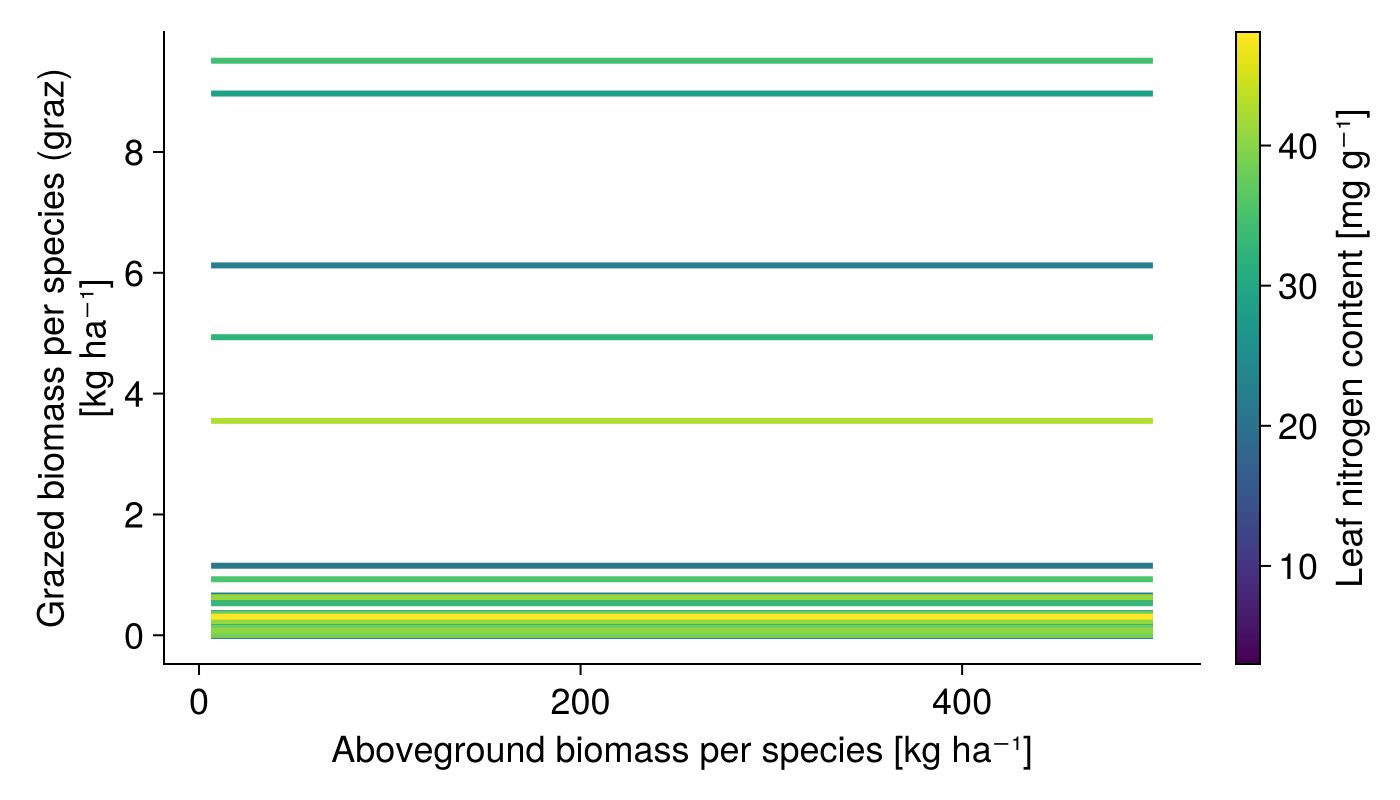 Grazed biomass per species (graz)
[kg ha⁻¹]
8
6
4
2
0
0 200 400
Aboveground biomass per species [kg ha⁻¹]
40
30
20
10
Leaf nitrogen content [mg g⁻¹]